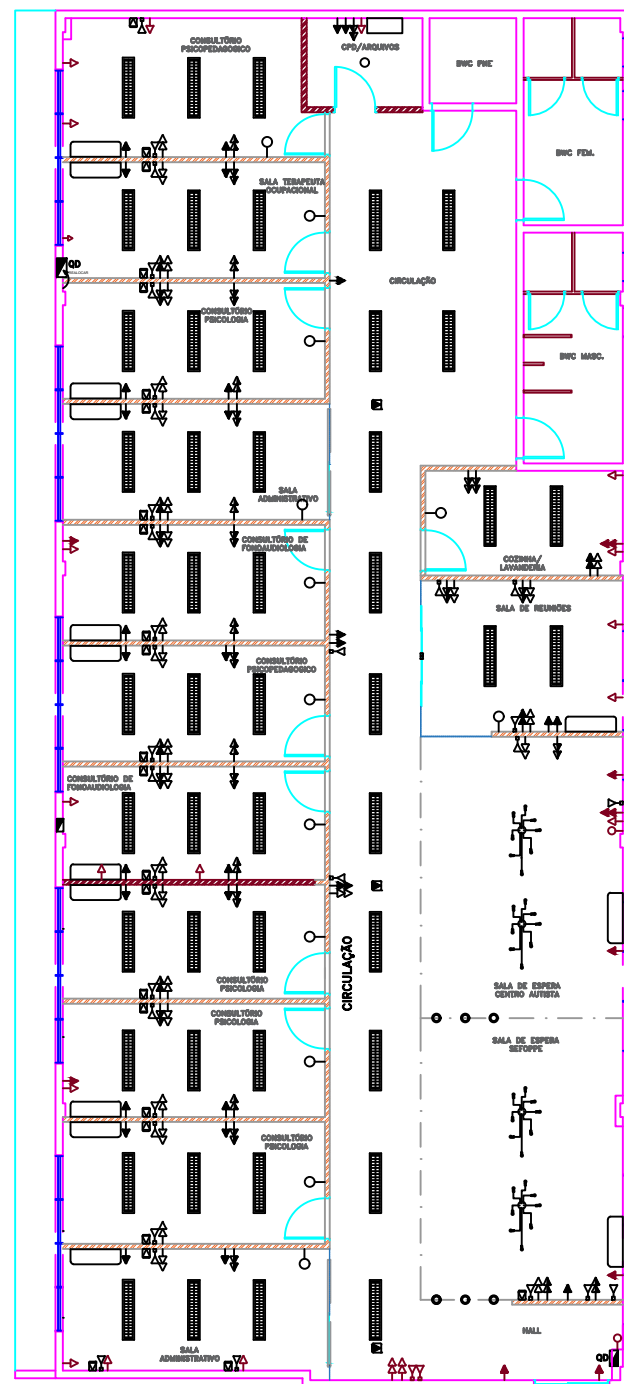 CONSULTÓRIO
PSICOPEDAGOGICO
CPD/ARQUIVOS
BWC PNE
BWC FEM.
SALA TERAPEUTA
OCUPACIONAL
QD
REALOCAR
CIRCULAÇÃO
CONSULTÓRIO
PSICOLOGIA
BWC MASC.
SALA
ADMINISTRATIVO
CONSULTÓRIO DE
FONOAUDIOLOGIA
COZINHA/
LAVANDERIA
SALA DE REUNIÕES
CONSULTÓRIO
PSICOPEDAGOGICO
CONSULTÓRIO DE
FONOAUDIOLOGIA
CIRCULAÇÃO
CONSULTÓRIO
PSICOLOGIA
SALA DE ESPERA
CENTRO AUTISTA
CONSULTÓRIO
PSICOLOGIA
SALA DE ESPERA
SEFOPPE
CONSULTÓRIO
PSICOLOGIA
HALL
SALA
ADMINISTRATIVO
QD